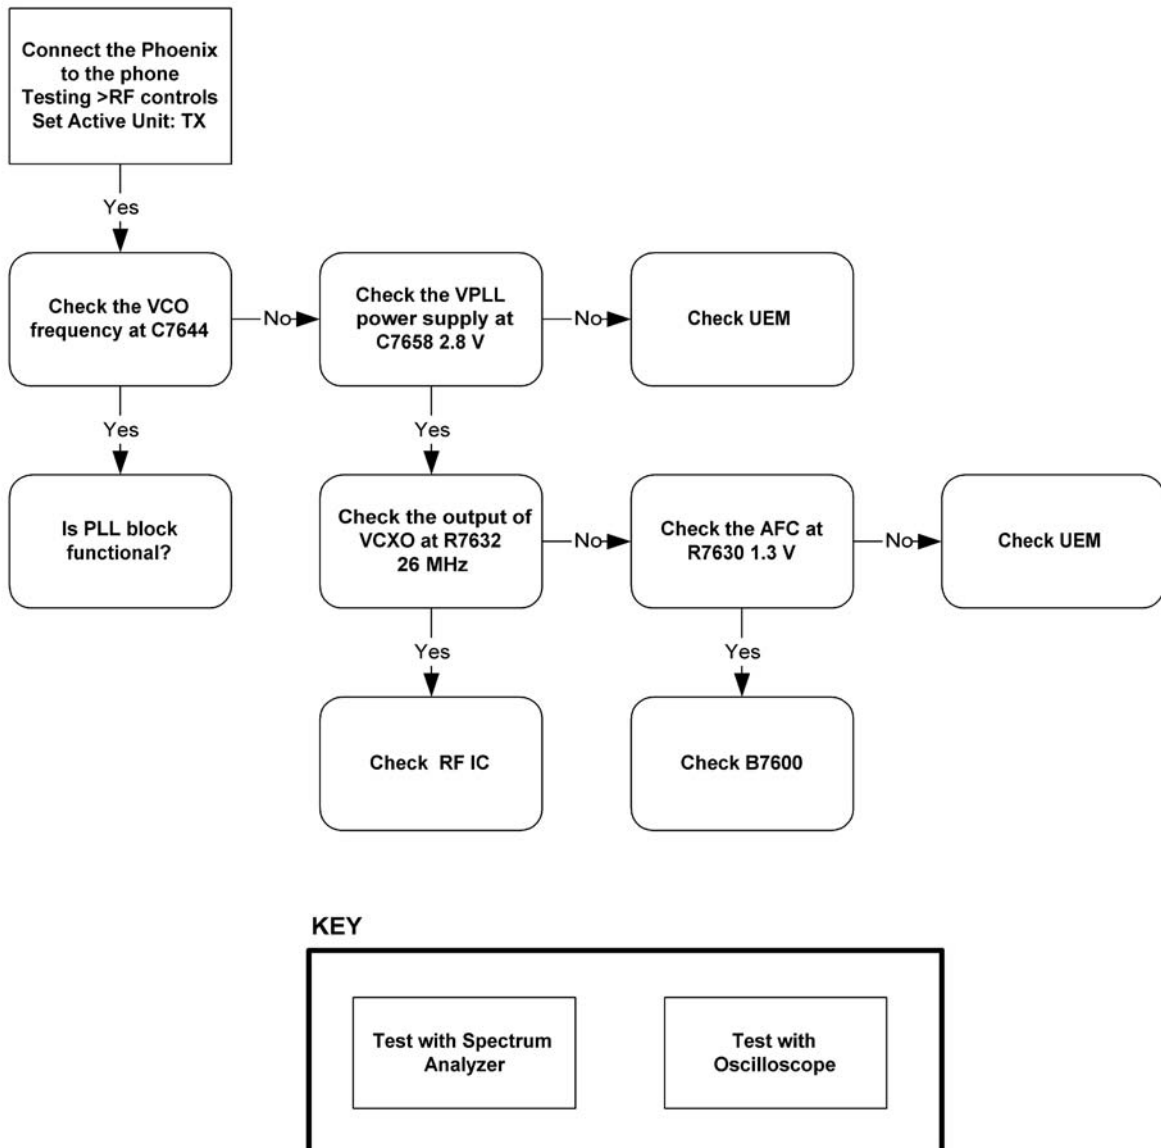 Connect the Phoenix
to the phone
Testing >RF controls
Set Active Unit: TX
Yes
Check the VCO
frequency at C7644
No
Check the VPLL
power supply at
C7658 2.8 V
No
Check UEM
Yes
Yes
Is PLL block
functional?
Check the output of
VCXO at R7632
26 MHz
No
Check the AFC at
R7630 1.3 V
No
Check UEM
Yes
Yes
Check RF IC
Check B7600
KEY
Test with Spectrum
Analyzer
Test with
Oscilloscope